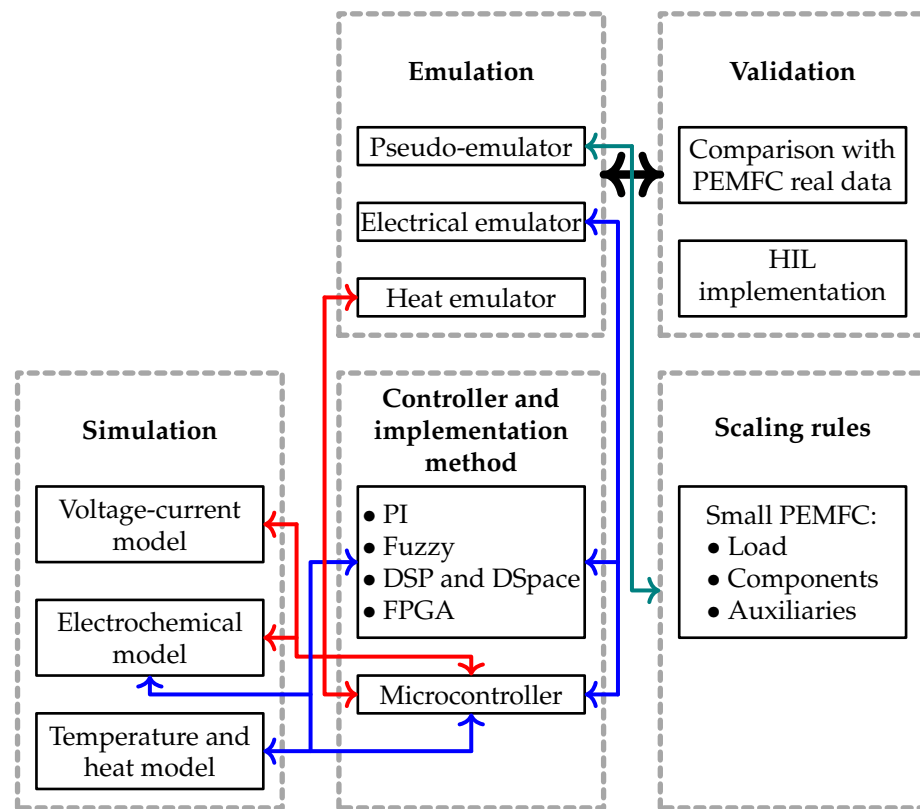 Emulation
Pseudo-emulator
Electrical emulator
Heat emulator
Validation
Comparison with
PEMFC real data
HIL
implementation
Simulation
Voltage-current
model
Electrochemical
model
Temperature and
heat model
Controller and
implementation
method
• PI
• Fuzzy
• DSP and DSpace
• FPGA
Microcontroller
Scaling rules
Small PEMFC:
• Load
• Components
• Auxiliaries